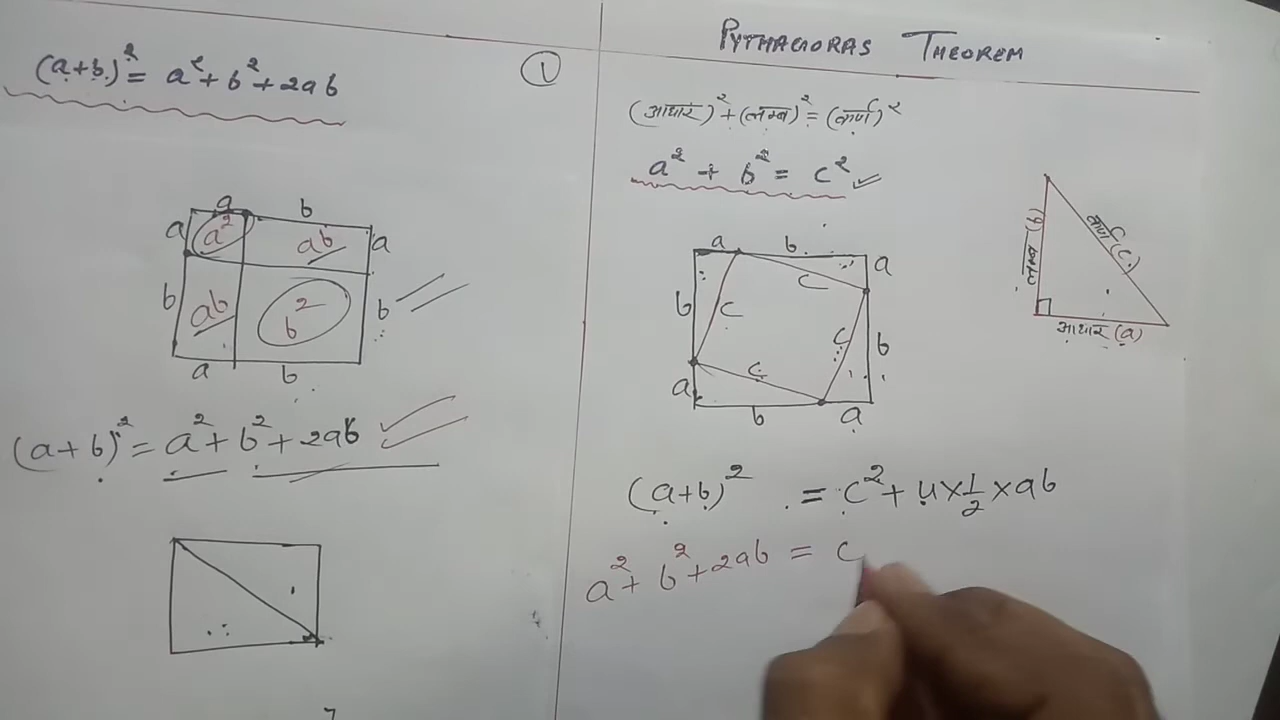 (a+b)² = a² + b² + 2ab
a b
a a² ab a
b ab b² b
a b
(a+b)² = a² + b² + 2ab
①
PYTHAGORAS THEOREM
(आधार)² + (लम्ब)² = (कर्ण)²
a² + b² = c²
a b
a
b c c c b
a c
b a
लम्ब (b)
कर्ण (c)
आधार (a)
(a+b)² = c² + 4 × 1/2 × ab
a² + b² + 2ab = c